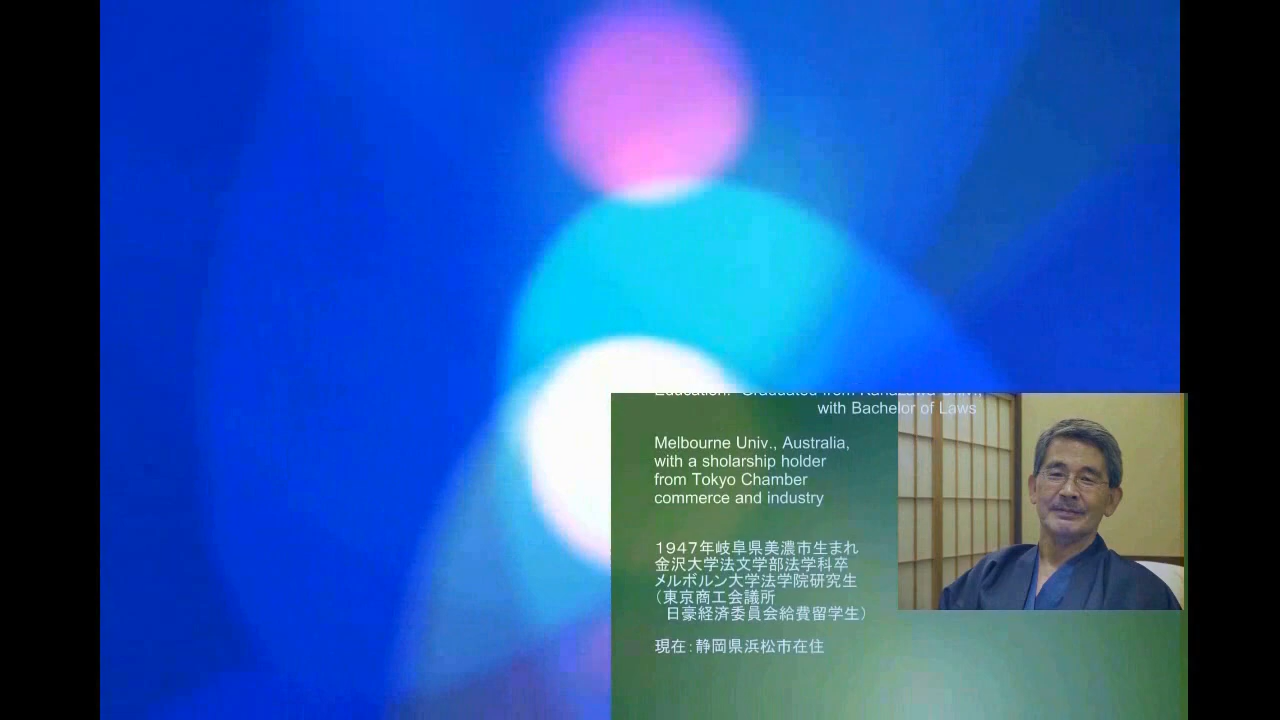 with Bachelor of Laws
Melbourne Univ., Australia,
with a sholarship holder
from Tokyo Chamber
commerce and industry
1947年岐阜県美濃市生まれ
金沢大学法文学部法学科卒
メルボルン大学法学院研究生
（東京商工会議所
日豪経済委員会給費留学生）
現在：静岡県浜松市在住